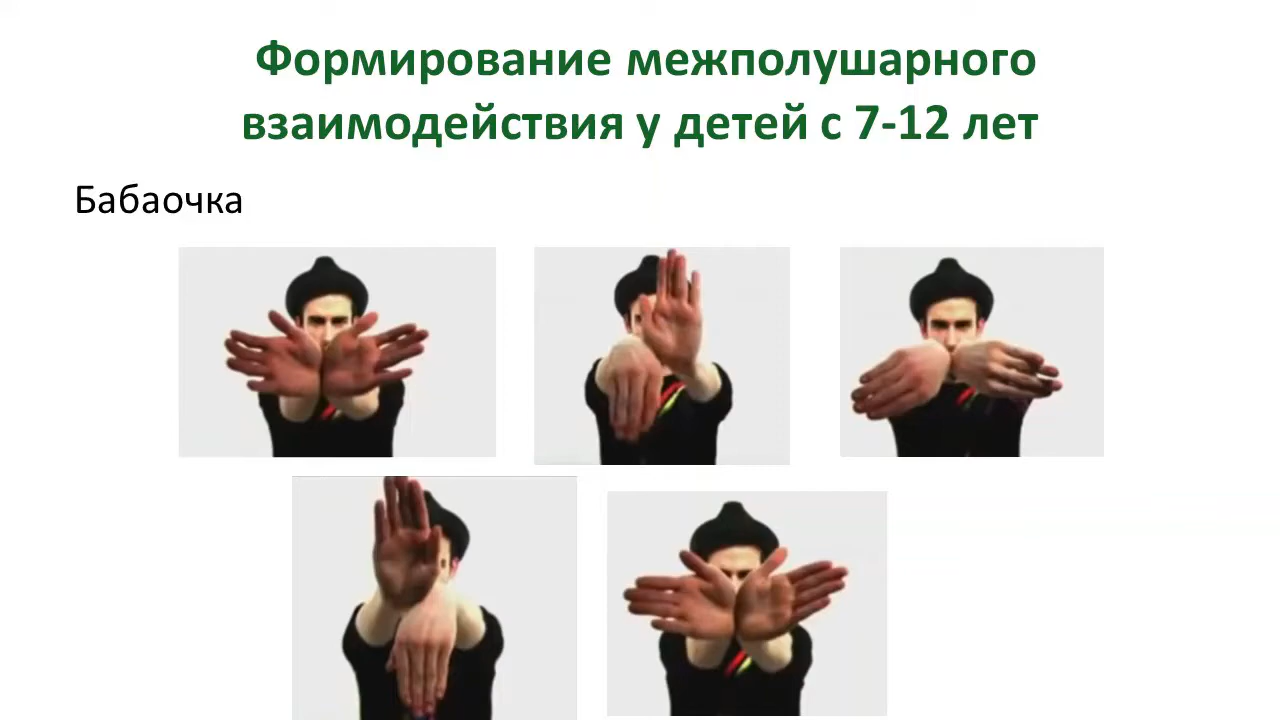 Формирование межполушарного
взаимодействия у детей с 7-12 лет
Бабаочка